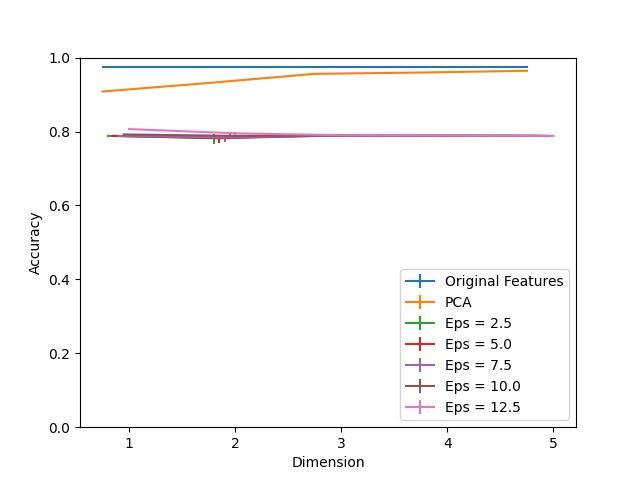 1.0
0.8
0.6
0.4
0.2
0.0
Accuracy
1 2 3 4 5
Dimension
Original Features
PCA
Eps = 2.5
Eps = 5.0
Eps = 7.5
Eps = 10.0
Eps = 12.5